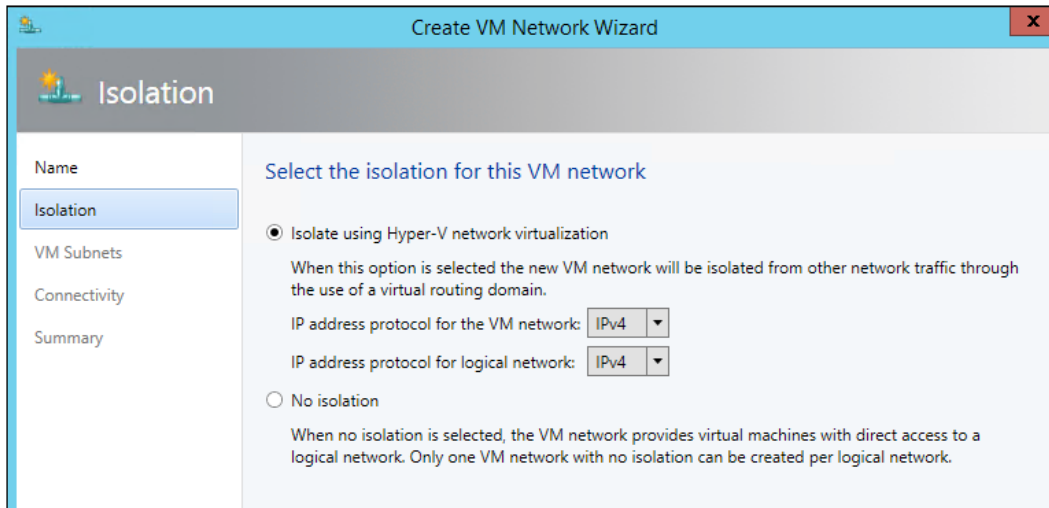 Create VM Network Wizard
x
Isolation
Name
Isolation
VM Subnets
Connectivity
Summary
Select the isolation for this VM network
Isolate using Hyper-V network virtualization
When this option is selected the new VM network will be isolated from other network traffic through
the use of a virtual routing domain.
IP address protocol for the VM network: IPv4
IP address protocol for logical network: IPv4
No isolation
When no isolation is selected, the VM network provides virtual machines with direct access to a
logical network. Only one VM network with no isolation can be created per logical network.